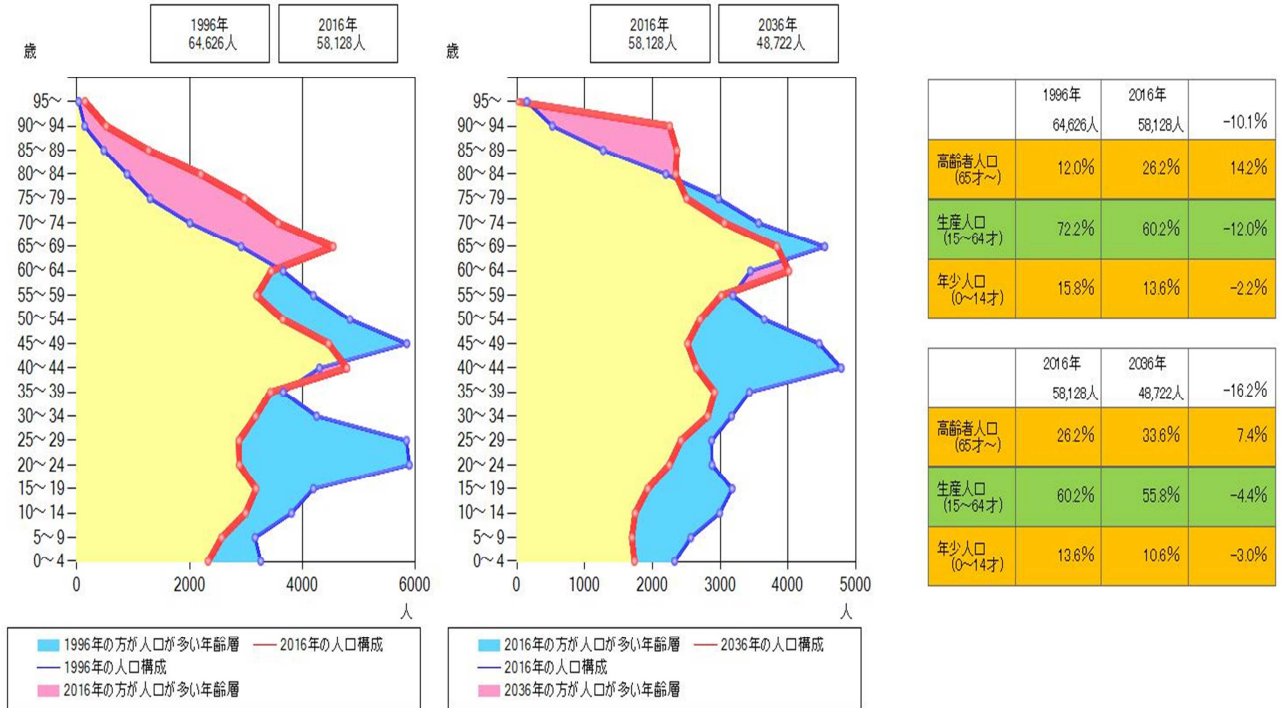 1996年
64,626人
2016年
58,128人
歳
95～
90～94
85～89
80～84
75～79
70～74
65～69
60～64
55～59
50～54
45～49
40～44
35～39
30～34
25～29
20～24
15～19
10～14
5～9
0～4
0 2000 4000 6000
人
1996年の方が人口が多い年齢層 2016年の人口構成
1996年の人口構成
2016年の方が人口が多い年齢層
2016年
58,128人
2036年
48,722人
歳
95～
90～94
85～89
80～84
75～79
70～74
65～69
60～64
55～59
50～54
45～49
40～44
35～39
30～34
25～29
20～24
15～19
10～14
5～9
0～4
0 1000 2000 3000 4000 5000
人
2016年の方が人口が多い年齢層 2036年の人口構成
2016年の人口構成
2036年の方が人口が多い年齢層
1996年 2016年
64,626人 58,128人 -10.1%
高齢者人口
(65才～) 12.0% 26.2% 14.2%
生産人口
(15～64才) 72.2% 60.2% -12.0%
年少人口
(0～14才) 15.8% 13.6% -2.2%
2016年 2036年
58,128人 48,722人 -16.2%
高齢者人口
(65才～) 26.2% 33.6% 7.4%
生産人口
(15～64才) 60.2% 55.8% -4.4%
年少人口
(0～14才) 13.6% 10.6% -3.0%